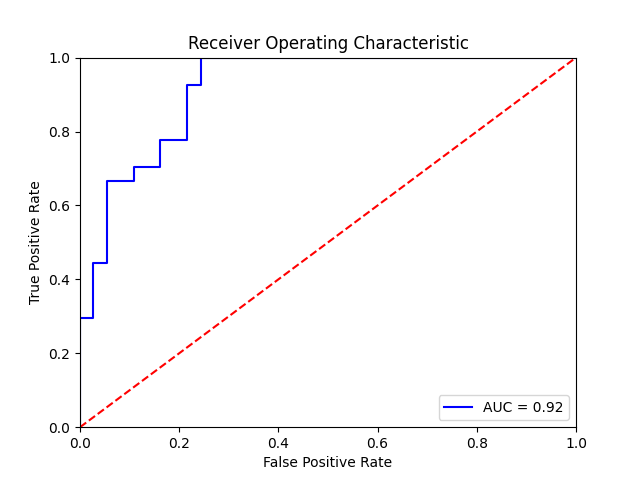 Receiver Operating Characteristic
1.0
0.8
0.6
0.4
0.2
0.0
True Positive Rate
AUC = 0.92
0.0 0.2 0.4 0.6 0.8 1.0
False Positive Rate